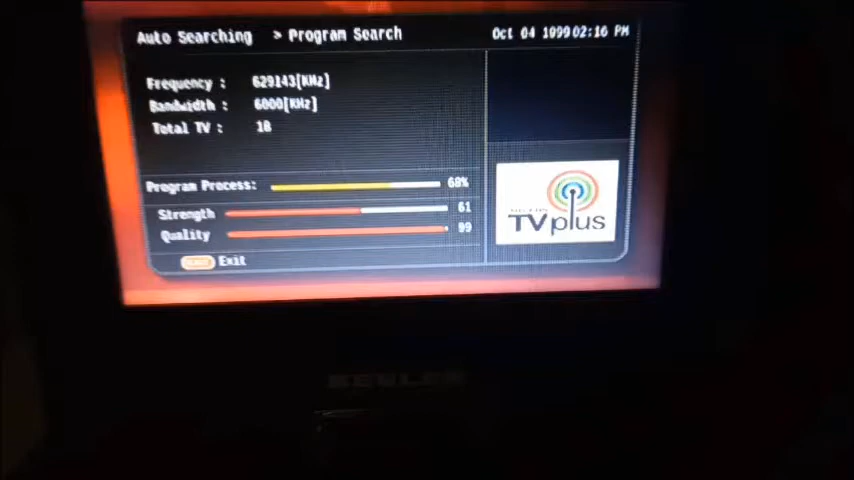 Auto Searching > Program Search Oct 04 1999 02:16 PM
Frequency : 629143[KHz]
Bandwidth : 6000[KHz]
Total TV : 18
Program Process: 68%
Strength 61
Quality 99
TVplus
Exit